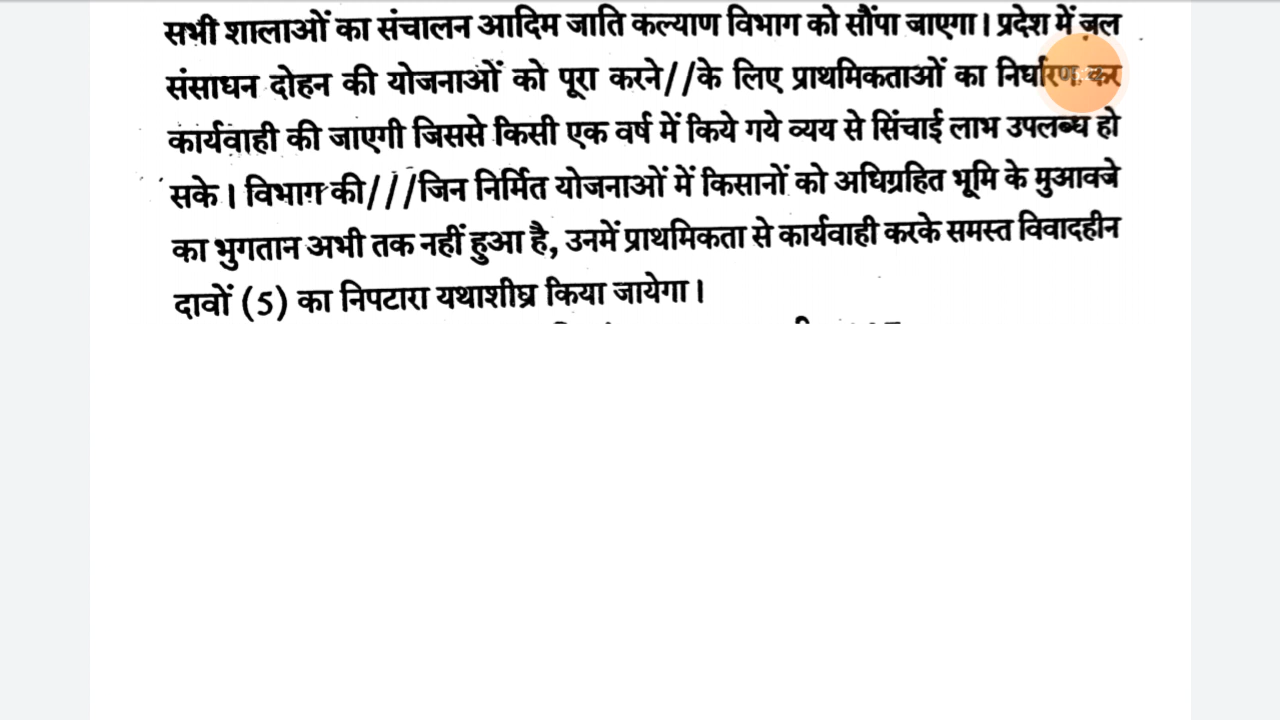 सभी शालाओं का संचालन आदिम जाति कल्याण विभाग को सौंपा जाएगा। प्रदेश में जल
संसाधन दोहन की योजनाओं को पूरा करने//के लिए प्राथमिकताओं का निर्धारण कर
कार्यवाही की जाएगी जिससे किसी एक वर्ष में किये गये व्यय से सिंचाई लाभ उपलब्ध हो
सके। विभाग की///जिन निर्मित योजनाओं में किसानों को अधिग्रहित भूमि के मुआवजे
का भुगतान अभी तक नहीं हुआ है, उनमें प्राथमिकता से कार्यवाही करके समस्त विवादहीन
दावों (5) का निपटारा यथाशीघ्र किया जायेगा।